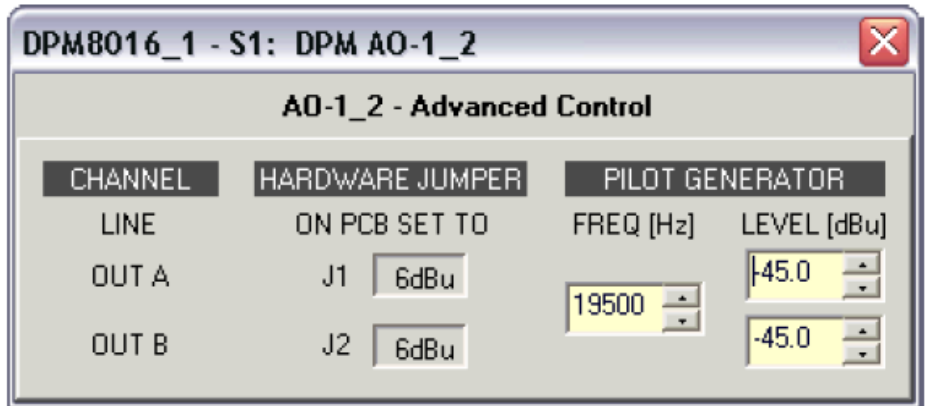 DPM8016_1 - S1: DPM AO-1_2
AO-1_2 - Advanced Control
CHANNEL HARDWARE JUMPER PILOT GENERATOR
LINE ON PCB SET TO FREQ [Hz] LEVEL [dBu]
OUT A J1 6dBu -45.0
19500
OUT B J2 6dBu -45.0